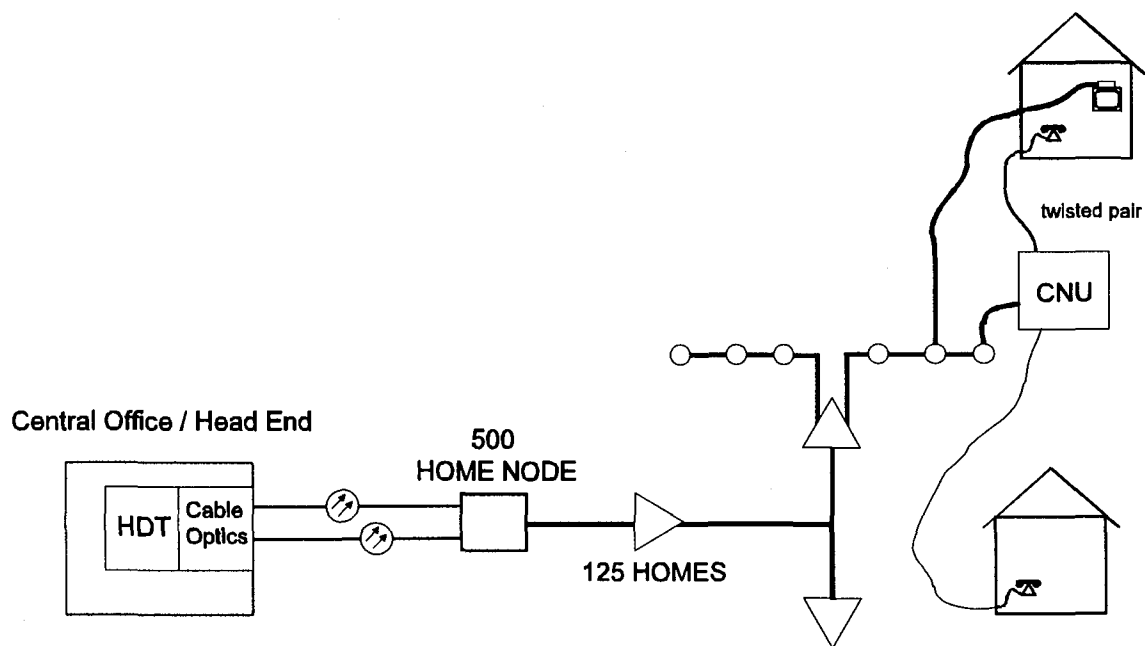 twisted pair
CNU
Central Office / Head End
500
HOME NODE
HDT
Cable
Optics
125 HOMES